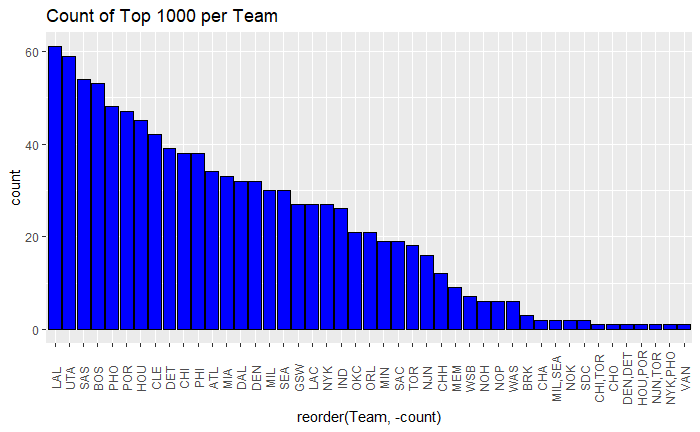 Count of Top 1000 per Team
count
60
40
20
0
LAL
UTA
SAS
BOS
PHO
POR
HOU
CLE
DET
CHI
PHI
ATL
MIA
DAL
DEN
MIL
SEA
GSW
LAC
NYK
IND
OKC
ORL
MIN
SAC
TOR
NJN
CHH
MEM
WSB
NOH
NOP
WAS
BRK
CHA
MIL,SEA
NOK
SDC
CHI,TOR
CHO
DEN,DET
HOU,POR
NJN,TOR
NYK,PHO
VAN
reorder(Team, -count)